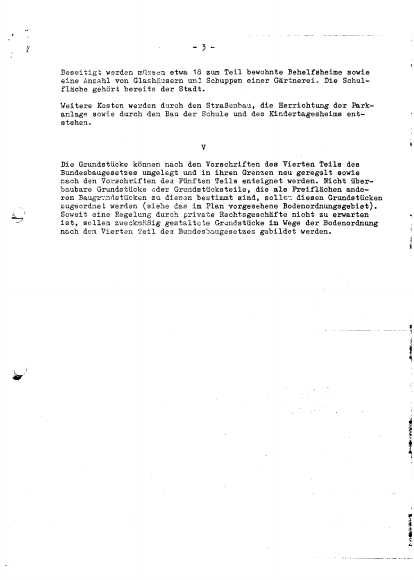 - 3 -
Beseitigt werden müssen etwa 18 zum Teil bewohnte Behelfsheime sowie
eine Anzahl von Glashäusern und Schuppen einer Gärtnerei. Die Schul-
fläche gehört bereits der Stadt.
Weitere Kosten werden durch den Straßenbau, die Herrichtung der Park-
anlage sowie durch den Bau der Schule und des Kindertagesheims ent-
stehen.
V
Die Grundstücke können nach den Vorschriften des Vierten Teils des
Bundesbaugesetzes umgelegt und in ihren Grenzen neu geregelt sowie
nach den Vorschriften des Fünften Teils enteignet werden. Nicht über-
baubare Grundstücke oder Grundstücksteile, die als Freiflächen ande-
ren Baugrundstücken zu dienen bestimmt sind, sollen diesen Grundstücken
zugeordnet werden (siehe das im Plan vorgesehene Bodenordnungsgebiet).
Soweit eine Regelung durch private Rechtsgeschäfte nicht zu erwarten
ist, sollen zweckmäßig gestaltete Grundstücke im Wege der Bodenordnung
nach dem Vierten Teil des Bundesbaugesetzes gebildet werden.